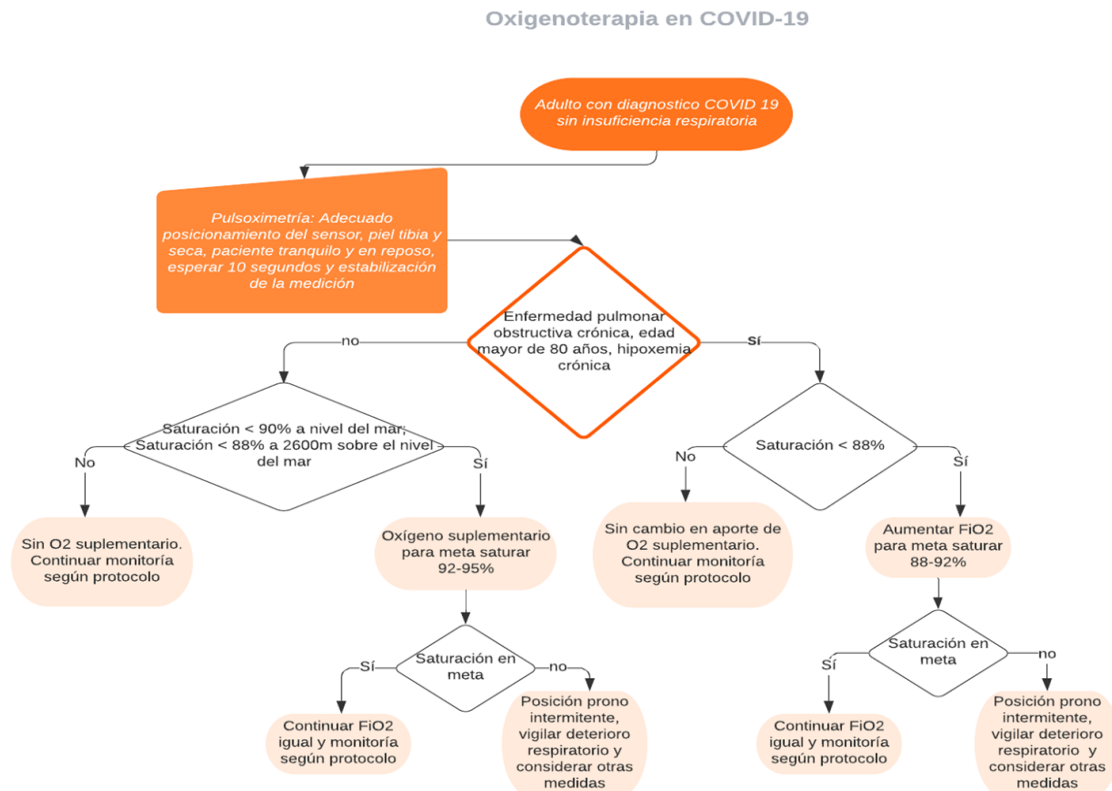 Oxigenoterapia en COVID-19
Adulto con diagnostico COVID 19
sin insuficiencia respiratoria
Pulsoximetría: Adecuado
posicionamiento del sensor, piel tibia y
seca, paciente tranquilo y en reposo,
esperar 10 segundos y estabilización
de la medición
Enfermedad pulmonar
obstructiva crónica, edad
mayor de 80 años, hipoxemia
crónica
no
Sí
Saturación < 90% a nivel del mar;
Saturación < 88% a 2600m sobre el nivel
del mar
Saturación < 88%
No
Sí
No
Sí
Sin O2 suplementario.
Continuar monitoría
según protocolo
Oxígeno suplementario
para meta saturar
92-95%
Sin cambio en aporte de
O2 suplementario.
Continuar monitoría
según protocolo
Aumentar FiO2
para meta saturar
88-92%
Saturación en
meta
Saturación en
meta
Sí
no
Sí
no
Continuar FiO2
igual y monitoría
según protocolo
Posición prono
intermitente,
vigilar deterioro
respiratorio y
considerar otras
medidas
Continuar FiO2
igual y monitoría
según protocolo
Posición prono
intermitente,
vigilar deterioro
respiratorio y
considerar otras
medidas